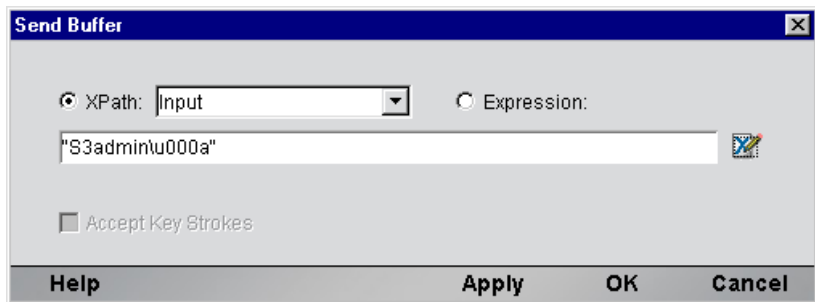 Send Buffer
XPath: Input Expression:
"S3admin\u000a"
Accept Key Strokes
Help Apply OK Cancel